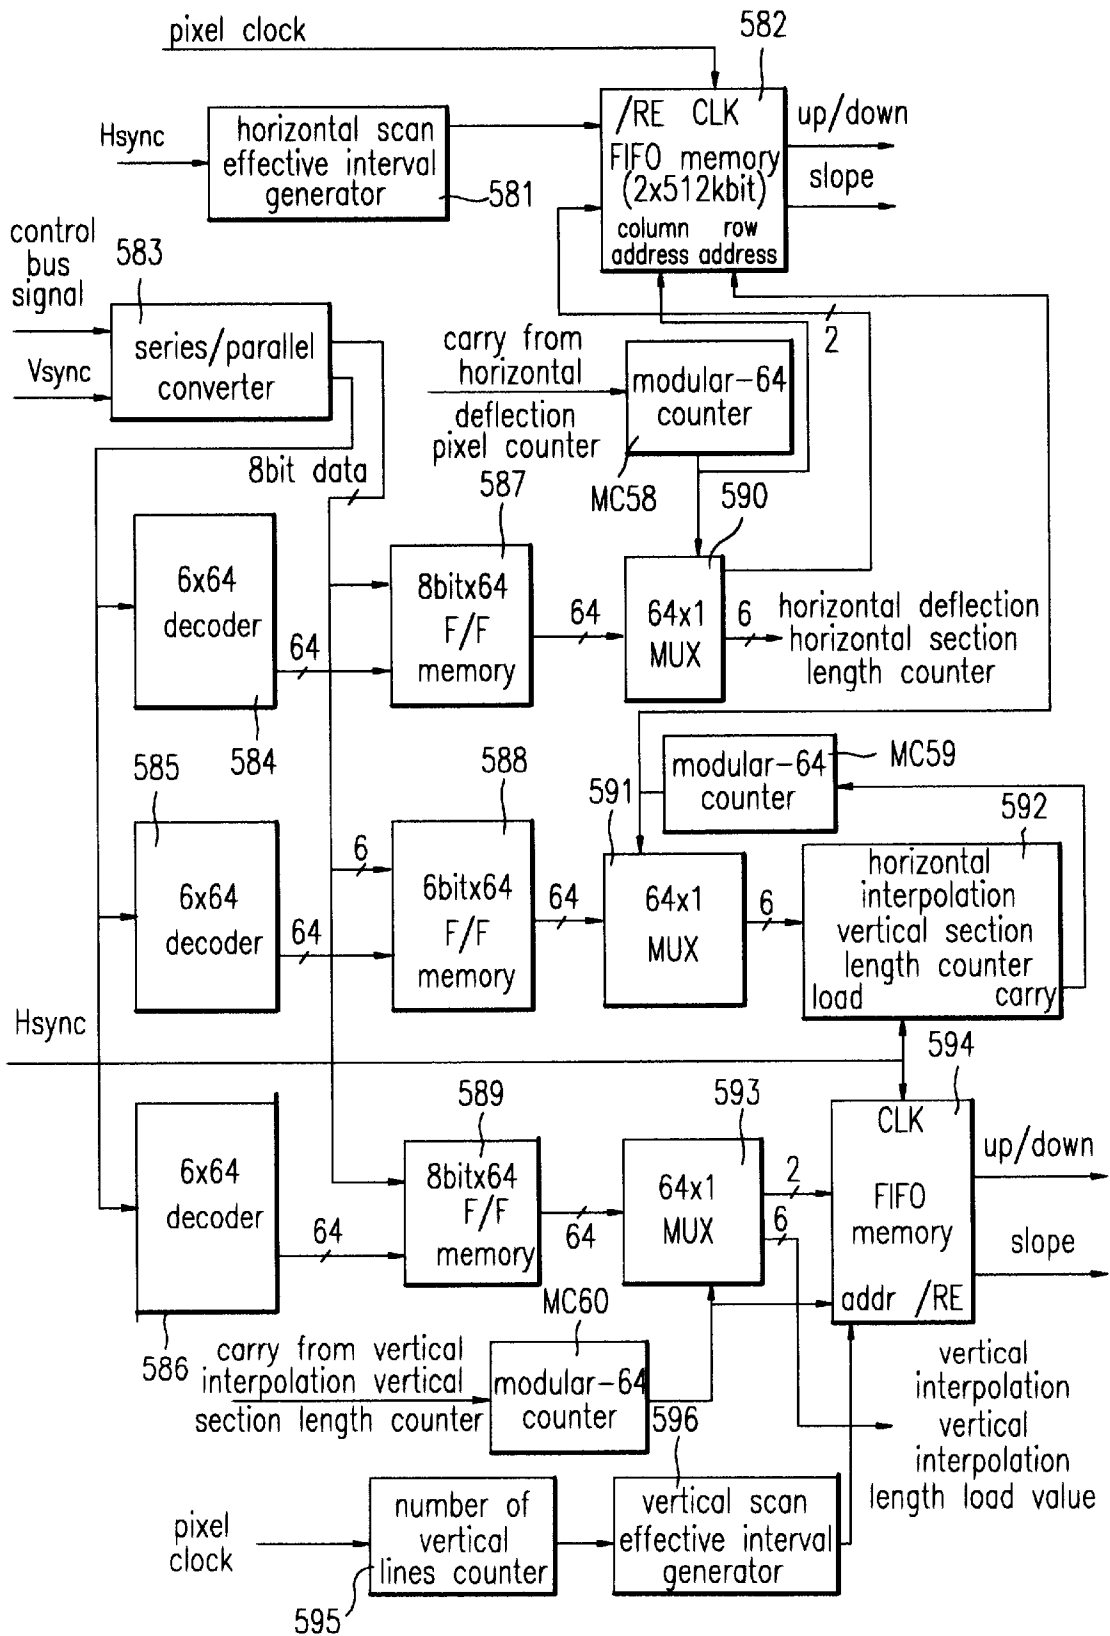 582
pixel clock
/RE CLK
FIFO memory
(2x512kbit)
column row
address address
up/down
slope
Hsync
horizontal scan
effective interval
generator
581
control
bus
signal
583
Vsync
series/parallel
converter
2
carry from
horizontal
deflection
pixel counter
modular-64
counter
MC58
8bit data
587
590
6x64
decoder
64
584
8bitx64
F/F
memory
64
64x1
MUX
6
horizontal deflection
horizontal section
length counter
585
588
591
modular-64
counter
MC59
592
6x64
decoder
64
6
6bitx64
F/F
memory
64
64x1
MUX
6
horizontal
interpolation
vertical section
length counter
load carry
Hsync
594
589
593
6x64
decoder
64
586
8bitx64
F/F
memory
64
64x1
MUX
2
6
CLK
FIFO
memory
addr /RE
up/down
slope
MC60
carry from vertical
interpolation vertical
section length counter
modular-64
counter
596
vertical
interpolation
vertical
interpolation
length load value
pixel
clock
number of
vertical
lines counter
595
vertical scan
effective interval
generator